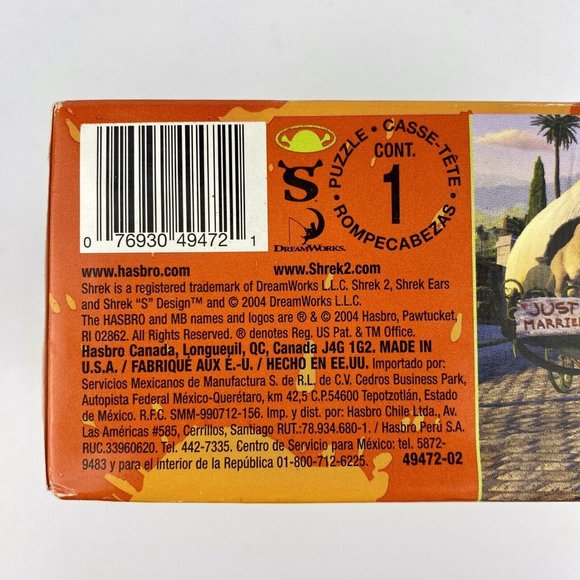 0 76930 49472 1
S
DREAMWORKS
PUZZLE • CASSE-TÊTE • ROMPECABEZAS •
CONT.
1
www.hasbro.com www.Shrek2.com
Shrek is a registered trademark of DreamWorks L.L.C. Shrek 2, Shrek Ears
and Shrek “S” Design™ and © 2004 DreamWorks L.L.C.
The HASBRO and MB names and logos are ® & © 2004 Hasbro, Pawtucket,
RI 02862. All Rights Reserved. ® denotes Reg. US Pat. & TM Office.
Hasbro Canada, Longueuil, QC, Canada J4G 1G2. MADE IN
U.S.A. / FABRIQUÉ AUX É.-U. / HECHO EN EE.UU. Importado por:
Servicios Mexicanos de Manufactura S. de R.L. de C.V. Cedros Business Park,
Autopista Federal México-Querétaro, km 42,5 C.P.54600 Tepotzotlán, Estado
de México. R.F.C. SMM-990712-156. Imp. y dist. por: Hasbro Chile Ltda., Av.
Las Américas #585, Cerrillos, Santiago RUT:78.934.680-1. / Hasbro Perú S.A.
RUC.33960620. Tel. 442-7335. Centro de Servicio para México: tel. 5872-
9483 y para el interior de la República 01-800-712-6225. 49472-02
JUST
MARRIE